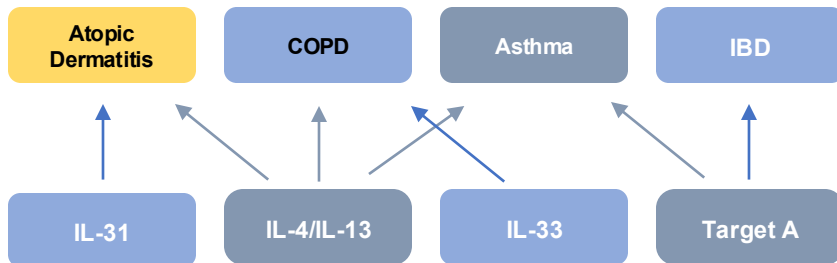 Atopic
Dermatitis
COPD
Asthma
IBD
IL-31
IL-4/IL-13
IL-33
Target A